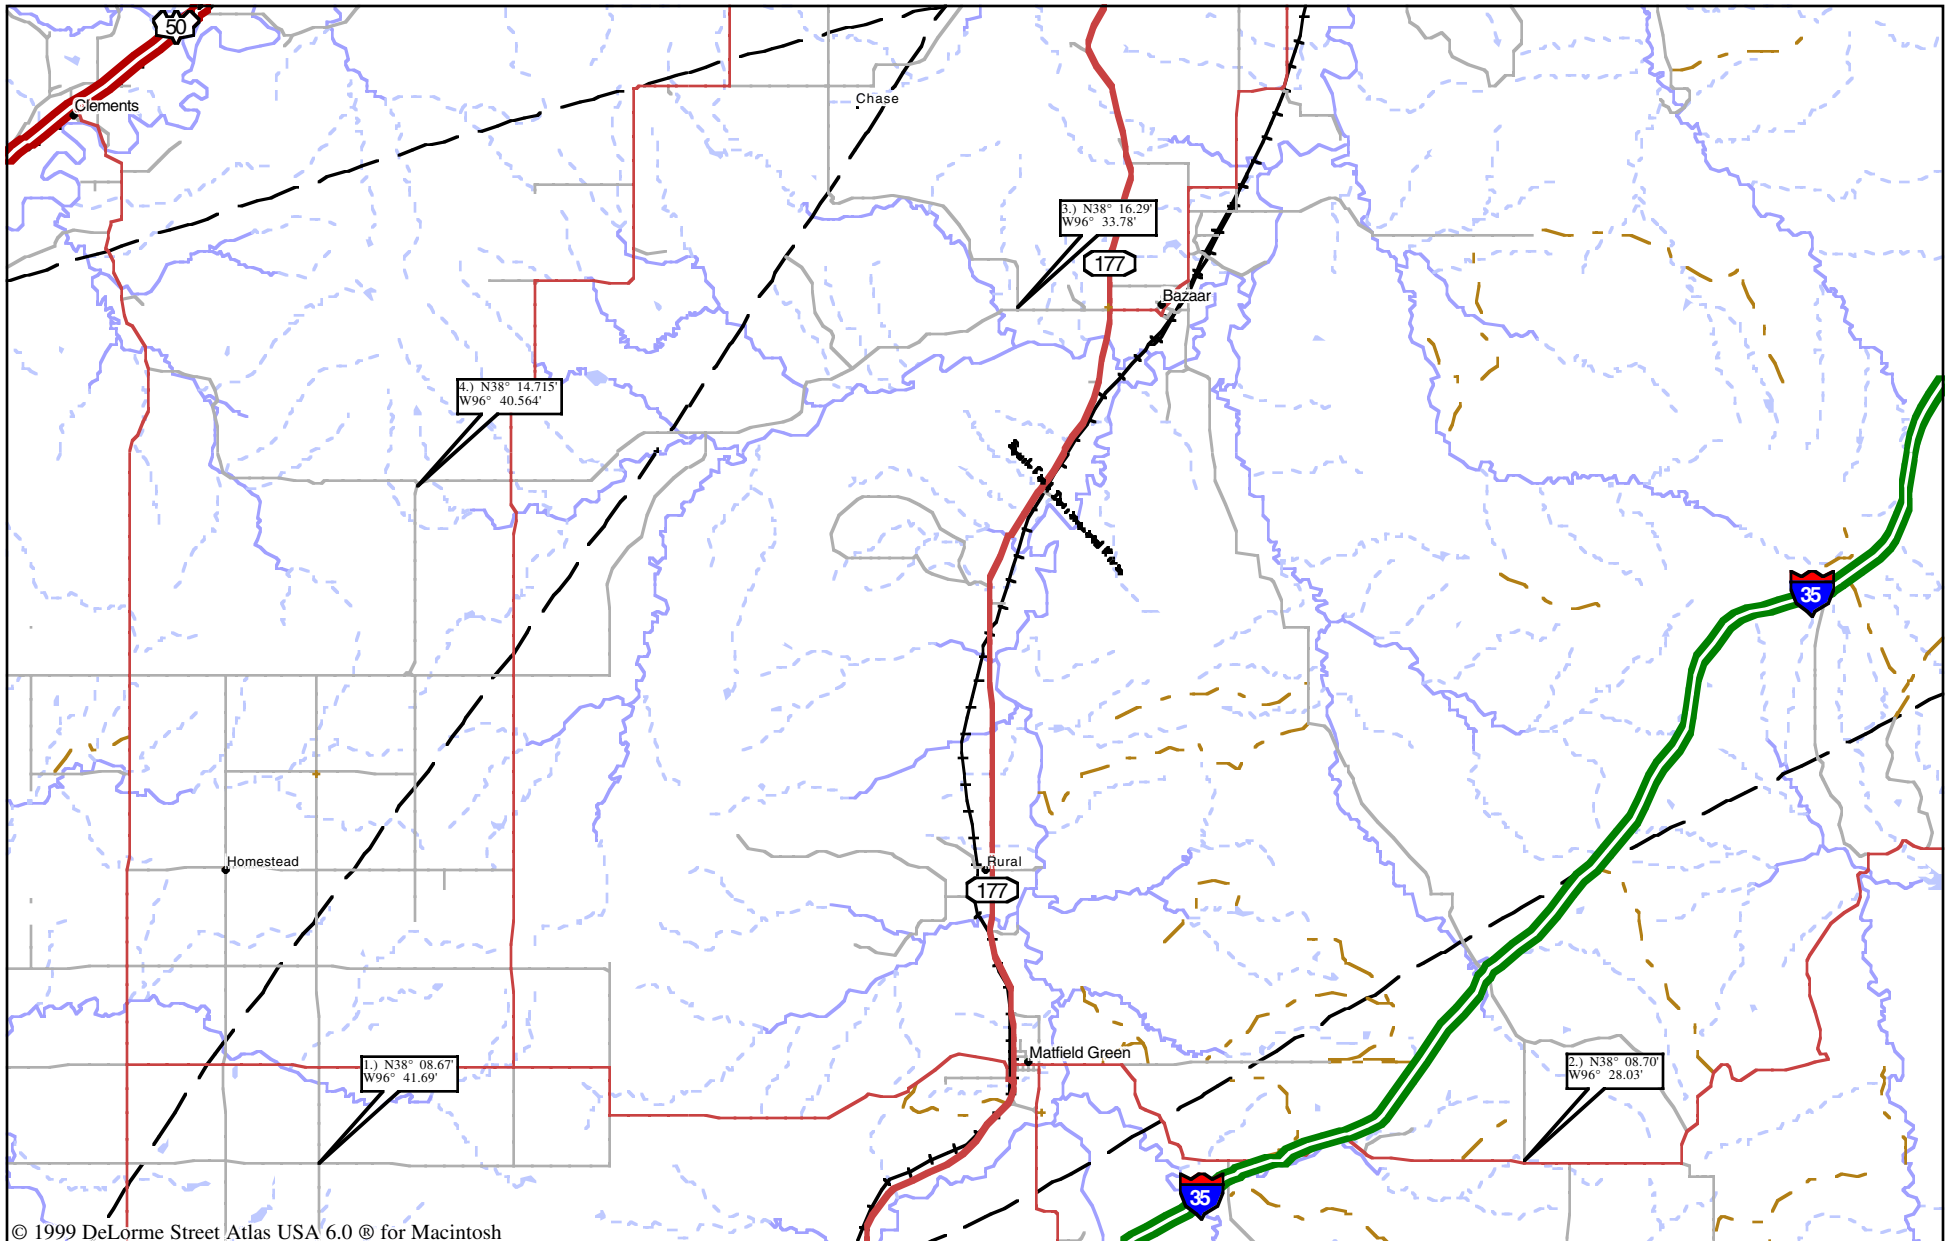 50
Clements
Chase
3.) N38° 16.29'
W96° 33.78'
177
Bazaar
4.) N38° 14.715'
W96° 40.564'
35
Homestead
Rural
177
Matfield Green
1.) N38° 08.67'
W96° 41.69'
2.) N38° 08.70'
W96° 28.03'
35
© 1999 DeLorme Street Atlas USA 6.0 ® for Macintosh